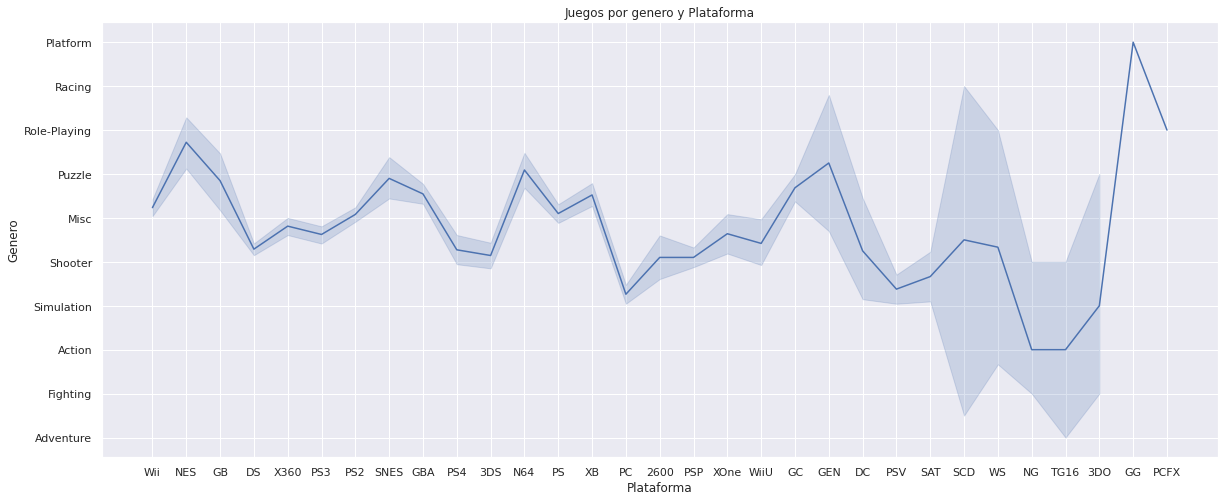 Juegos por genero y Plataforma
Genero
Platform
Racing
Role-Playing
Puzzle
Misc
Shooter
Simulation
Action
Fighting
Adventure
Wii NES GB DS X360 PS3 PS2 SNES GBA PS4 3DS N64 PS XB PC 2600 PSP XOne WiiU GC GEN DC PSV SAT SCD WS NG TG16 3DO GG PCFX
Plataforma